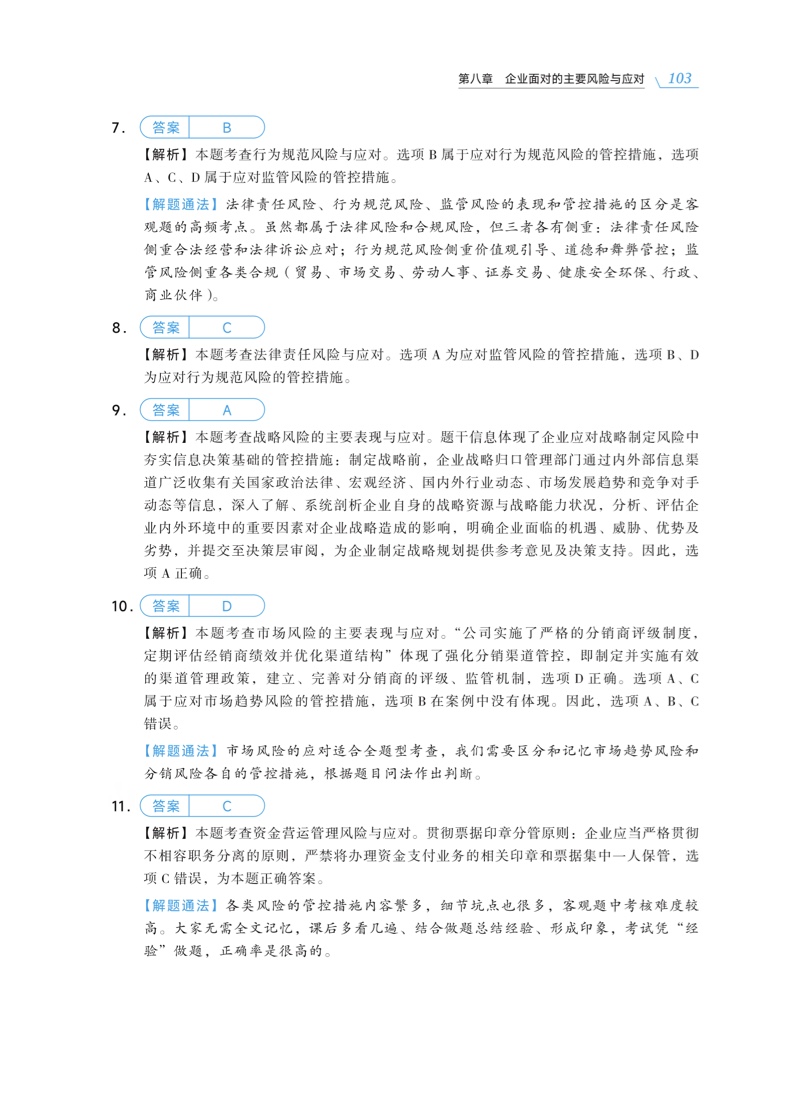 第八章　企业面对的主要风险与应对　103
7. 答案　B
【解析】本题考查行为规范风险与应对。选项 B 属于应对行为规范风险的管控措施，选项
A、C、D 属于应对监管风险的管控措施。
【解题通法】法律责任风险、行为规范风险、监管风险的表现和管控措施的区分是客
观题的高频考点。虽然都属于法律风险和合规风险，但三者各有侧重：法律责任风险
侧重合法经营和法律诉讼应对；行为规范风险侧重价值观引导、道德和舞弊管控；监
管风险侧重各类合规（贸易、市场交易、劳动人事、证券交易、健康安全环保、行政、
商业伙伴）。
8. 答案　C
【解析】本题考查法律责任风险与应对。选项 A 为应对监管风险的管控措施，选项 B、D
为应对行为规范风险的管控措施。
9. 答案　A
【解析】本题考查战略风险的主要表现与应对。题干信息体现了企业应对战略制定风险中
夯实信息决策基础的管控措施：制定战略前，企业战略归口管理部门通过内外部信息渠
道广泛收集有关国家政治法律、宏观经济、国内外行业动态、市场发展趋势和竞争对手
动态等信息，深入了解、系统剖析企业自身的战略资源与战略能力状况，分析、评估企
业内外环境中的重要因素对企业战略造成的影响，明确企业面临的机遇、威胁、优势及
劣势，并提交至决策层审阅，为企业制定战略规划提供参考意见及决策支持。因此，选
项 A 正确。
10. 答案　D
【解析】本题考查市场风险的主要表现与应对。“公司实施了严格的分销商评级制度，
定期评估经销商绩效并优化渠道结构”体现了强化分销渠道管控，即制定并实施有效
的渠道管理政策，建立、完善对分销商的评级、监管机制，选项 D 正确。选项 A、C
属于应对市场趋势风险的管控措施，选项 B 在案例中没有体现。因此，选项 A、B、C
错误。
【解题通法】市场风险的应对适合全题型考查，我们需要区分和记忆市场趋势风险和
分销风险各自的管控措施，根据题目问法作出判断。
11. 答案　C
【解析】本题考查资金营运管理风险与应对。贯彻票据印章分管原则：企业应当严格贯彻
不相容职务分离的原则，严禁将办理资金支付业务的相关印章和票据集中一人保管，选
项 C 错误，为本题正确答案。
【解题通法】各类风险的管控措施内容繁多，细节坑点也很多，客观题中考核难度较
高。大家无需全文记忆，课后多看几遍、结合做题总结经验、形成印象，考试凭“经
验”做题，正确率是很高的。